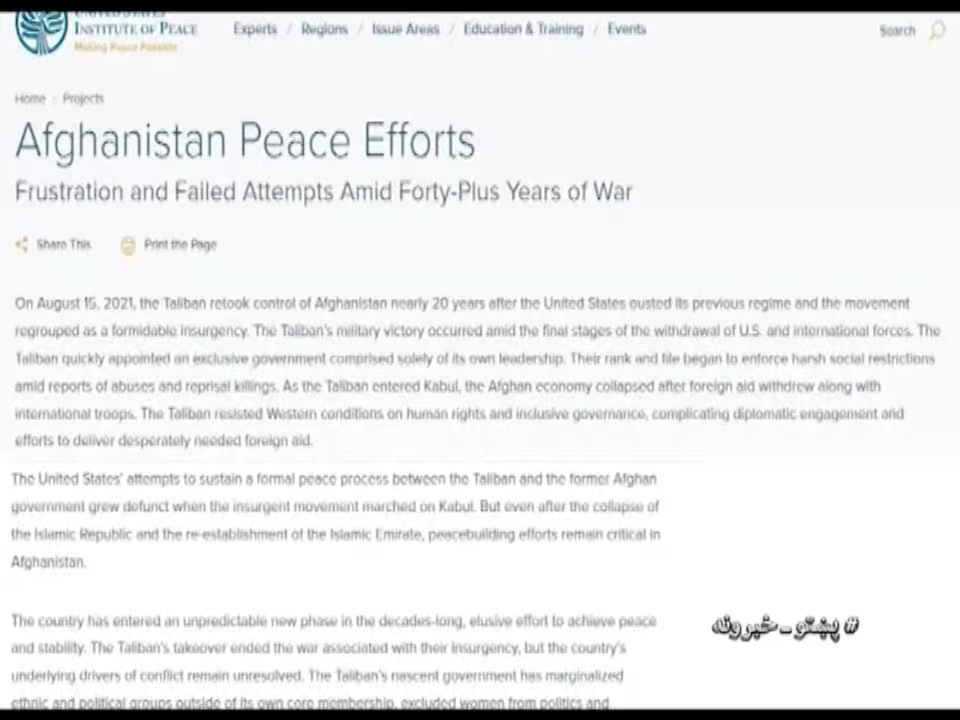 UNITED STATES
INSTITUTE OF PEACE
Making Peace Possible
Experts / Regions / Issue Areas / Education & Training / Events
Search
Home Projects
Afghanistan Peace Efforts
Frustration and Failed Attempts Amid Forty-Plus Years of War
Share This Print the Page
On August 15, 2021, the Taliban retook control of Afghanistan nearly 20 years after the United States ousted its previous regime and the movement
regrouped as a formidable insurgency. The Taliban's military victory occurred amid the final stages of the withdrawal of U.S. and international forces. The
Taliban quickly appointed an exclusive government comprised solely of its own leadership. Their rank and file began to enforce harsh social restrictions
amid reports of abuses and reprisal killings. As the Taliban entered Kabul, the Afghan economy collapsed after foreign aid withdrew along with
international troops. The Taliban resisted Western conditions on human rights and inclusive governance, complicating diplomatic engagement and
efforts to deliver desperately needed foreign aid.
The United States' attempts to sustain a formal peace process between the Taliban and the former Afghan
government grew defunct when the insurgent movement marched on Kabul. But even after the collapse of
the Islamic Republic and the re-establishment of the Islamic Emirate, peacebuilding efforts remain critical in
Afghanistan.
The country has entered an unpredictable new phase in the decades-long, elusive effort to achieve peace
and stability. The Taliban's takeover ended the war associated with their insurgency, but the country's
underlying drivers of conflict remain unresolved. The Taliban's nascent government has marginalized
ethnic and political groups outside of its own core membership, excluded women from politics and
# پښتو_خبرونه